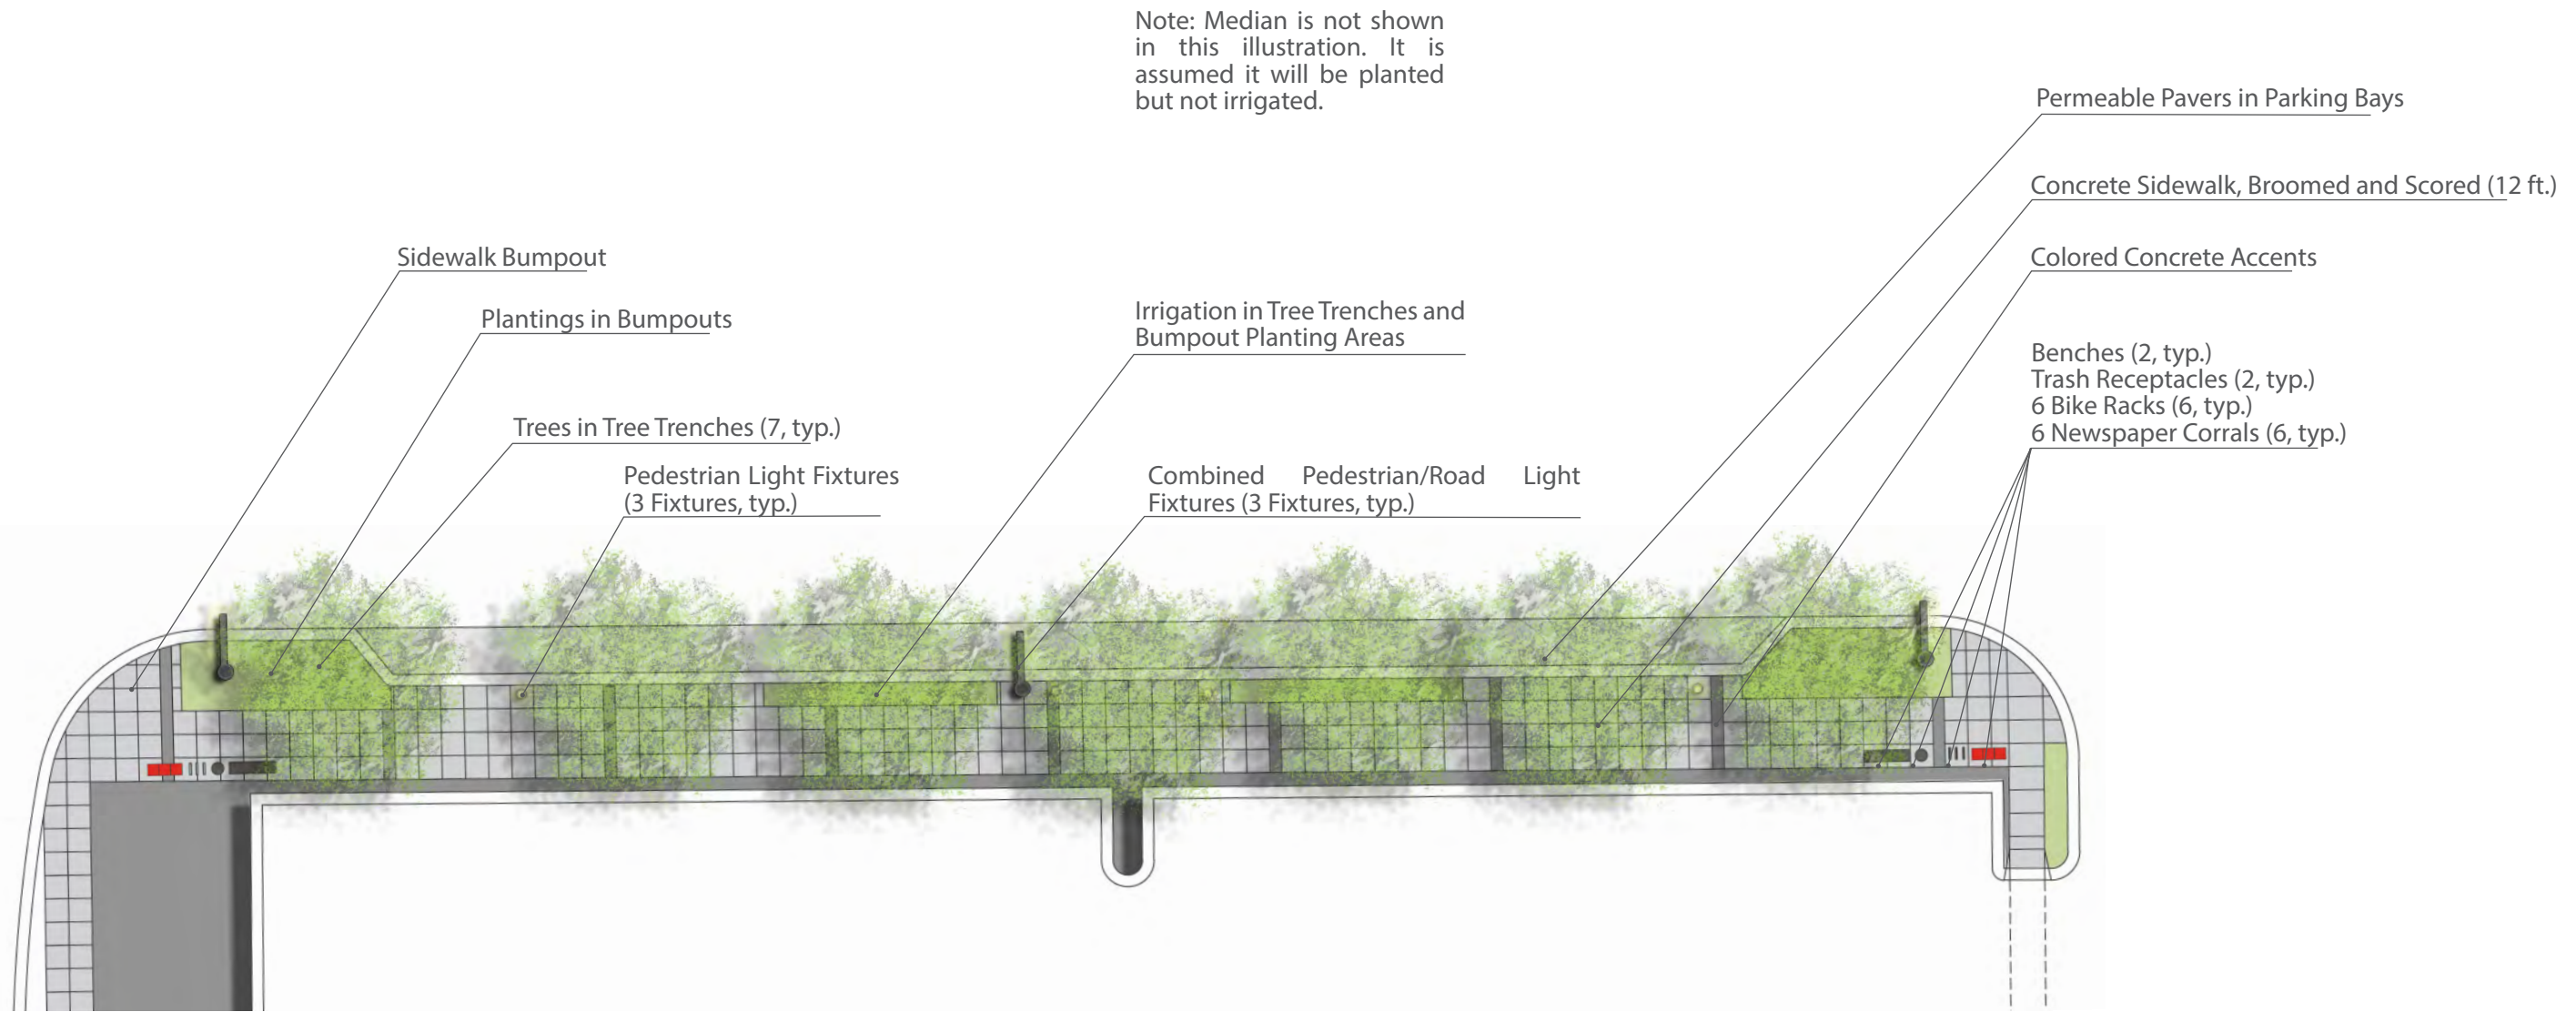 Note: Median is not shown
in this illustration. It is
assumed it will be planted
but not irrigated.
Permeable Pavers in Parking Bays
Concrete Sidewalk, Broomed and Scored (12 ft.)
Sidewalk Bumpout
Colored Concrete Accents
Plantings in Bumpouts
Irrigation in Tree Trenches and
Bumpout Planting Areas
Benches (2, typ.)
Trash Receptacles (2, typ.)
6 Bike Racks (6, typ.)
6 Newspaper Corrals (6, typ.)
Trees in Tree Trenches (7, typ.)
Pedestrian Light Fixtures
(3 Fixtures, typ.)
Combined Pedestrian/Road Light
Fixtures (3 Fixtures, typ.)